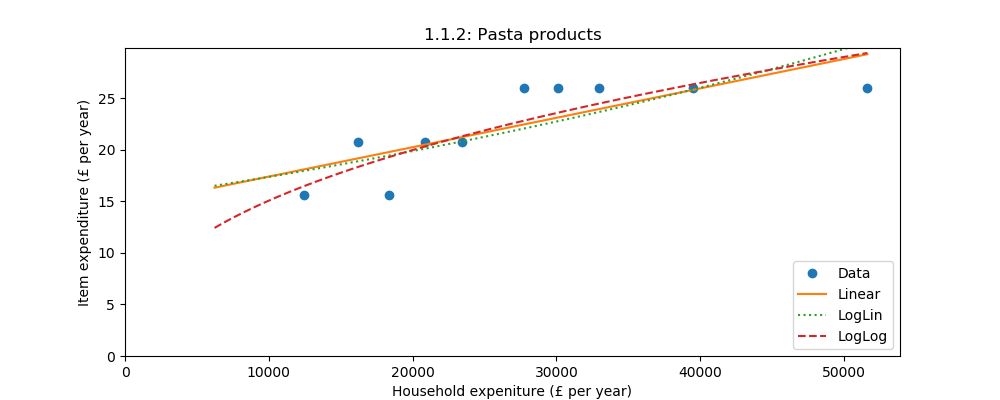 1.1.2: Pasta products
Item expenditure (£ per year)
25
20
15
10
5
0
0 10000 20000 30000 40000 50000
Household expeniture (£ per year)
Data
Linear
LogLin
LogLog